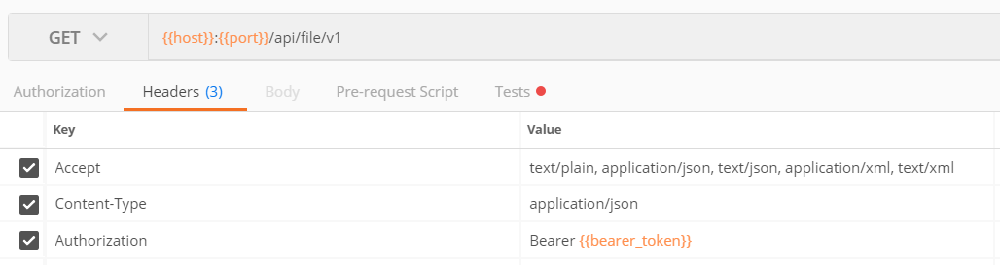 GET {{host}}:{{port}}/api/file/v1
Authorization Headers (3) Body Pre-request Script Tests
Key Value
Accept text/plain, application/json, text/json, application/xml, text/xml
Content-Type application/json
Authorization Bearer {{bearer_token}}